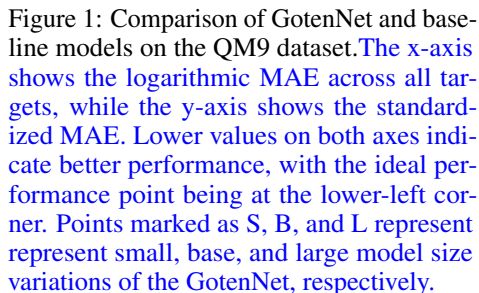 Figure 1: Comparison of GotenNet and base-
line models on the QM9 dataset.The x-axis
shows the logarithmic MAE across all tar-
gets, while the y-axis shows the standard-
ized MAE. Lower values on both axes indi-
cate better performance, with the ideal per-
formance point being at the lower-left cor-
ner. Points marked as S, B, and L represent
represent small, base, and large model size
variations of the GotenNet, respectively.